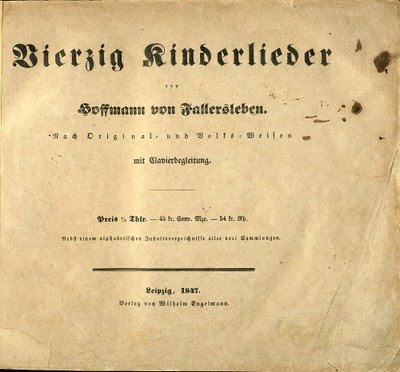 Vierzig Kinderlieder
von
Hoffmann von Fallersleben.
Nach Original- und Volks-Weisen
mit Clavierbegleitung.
Preis ½ Thlr. — 45 kr. Conv. Mze. — 54 kr. Rh.
Nebst einem alphabetischen Inhaltsverzeichnisse aller drei Sammlungen.
Leipzig, 1847.
Verlag von Wilhelm Engelmann.